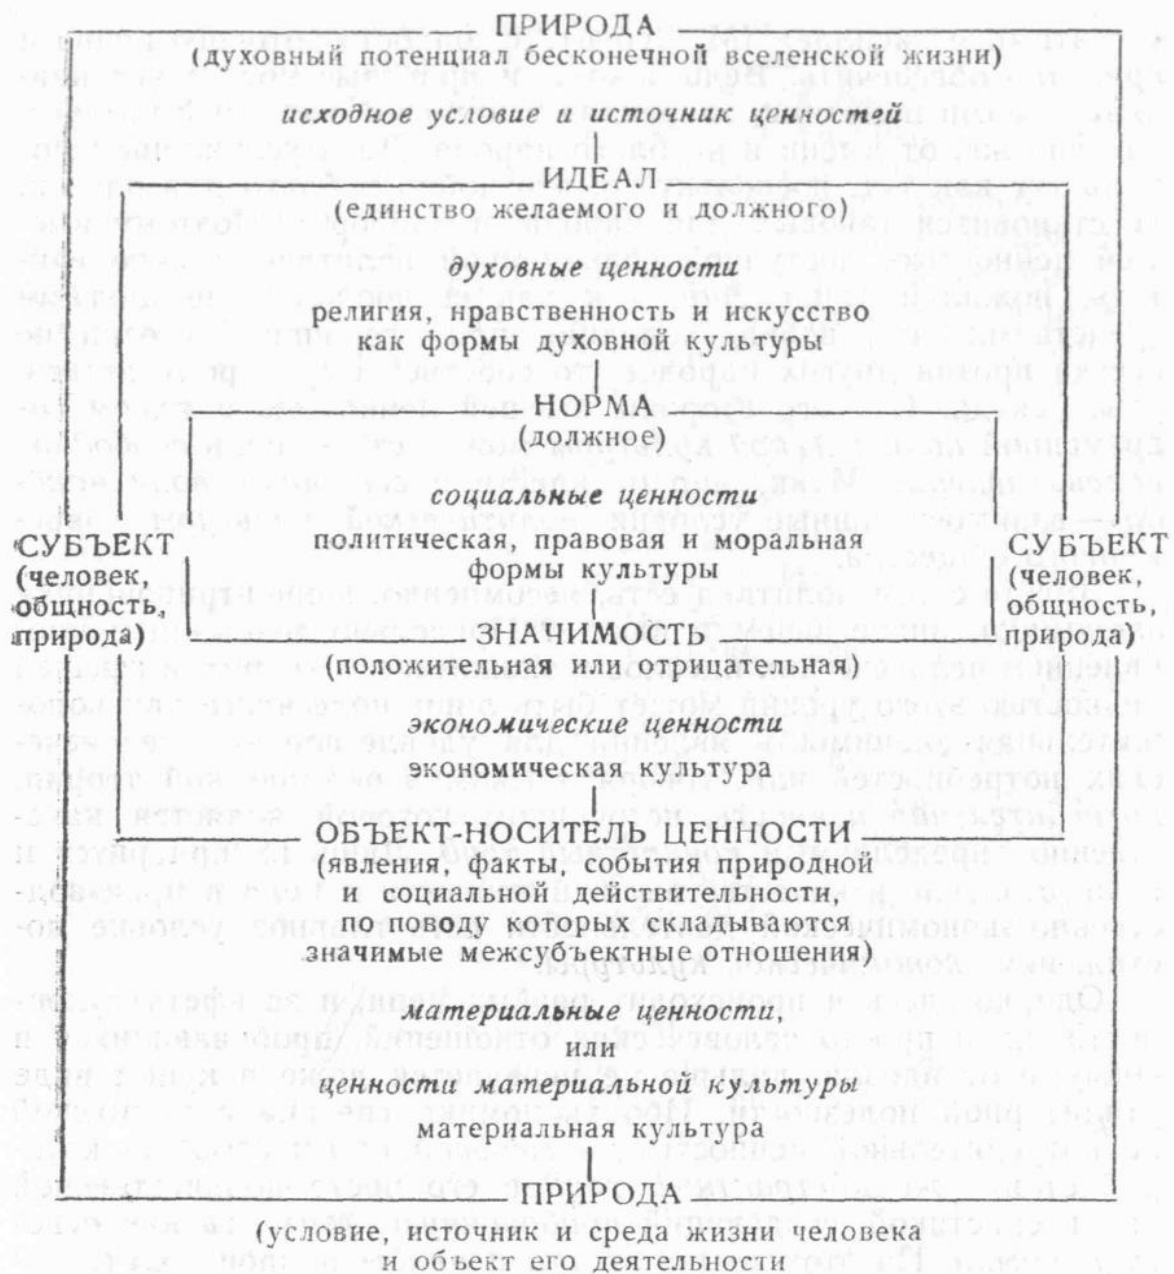 ПРИРОДА
(духовный потенциал бесконечной вселенской жизни)
исходное условие и источник ценностей
ИДЕАЛ
(единство желаемого и должного)
духовные ценности
религия, нравственность и искусство
как формы духовной культуры
НОРМА
(должное)
социальные ценности
политическая, правовая и моральная
формы культуры
СУБЪЕКТ
(человек,
общность,
природа)
СУБЪЕКТ
(человек,
общность,
природа)
ЗНАЧИМОСТЬ
(положительная или отрицательная)
экономические ценности
экономическая культура
ОБЪЕКТ-НОСИТЕЛЬ ЦЕННОСТИ
(явления, факты, события природной
и социальной действительности,
по поводу которых складываются
значимые межсубъектные отношения)
материальные ценности,
или
ценности материальной культуры
материальная культура
ПРИРОДА
(условие, источник и среда жизни человека
и объект его деятельности